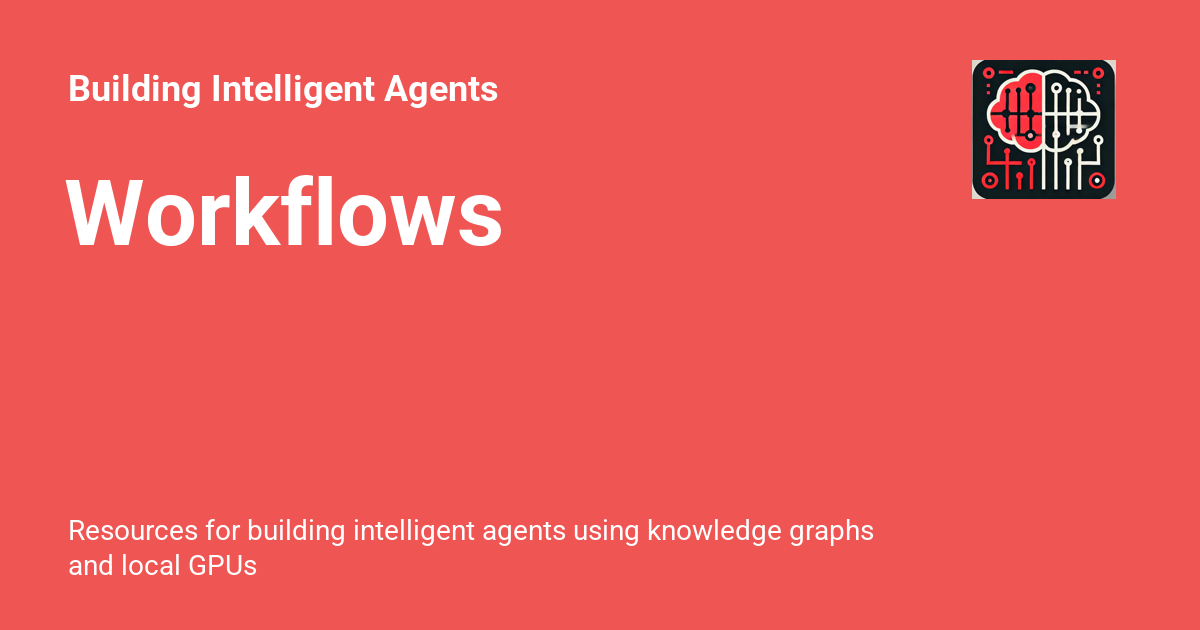 Building Intelligent Agents
Workflows
Resources for building intelligent agents using knowledge graphs
and local GPUs